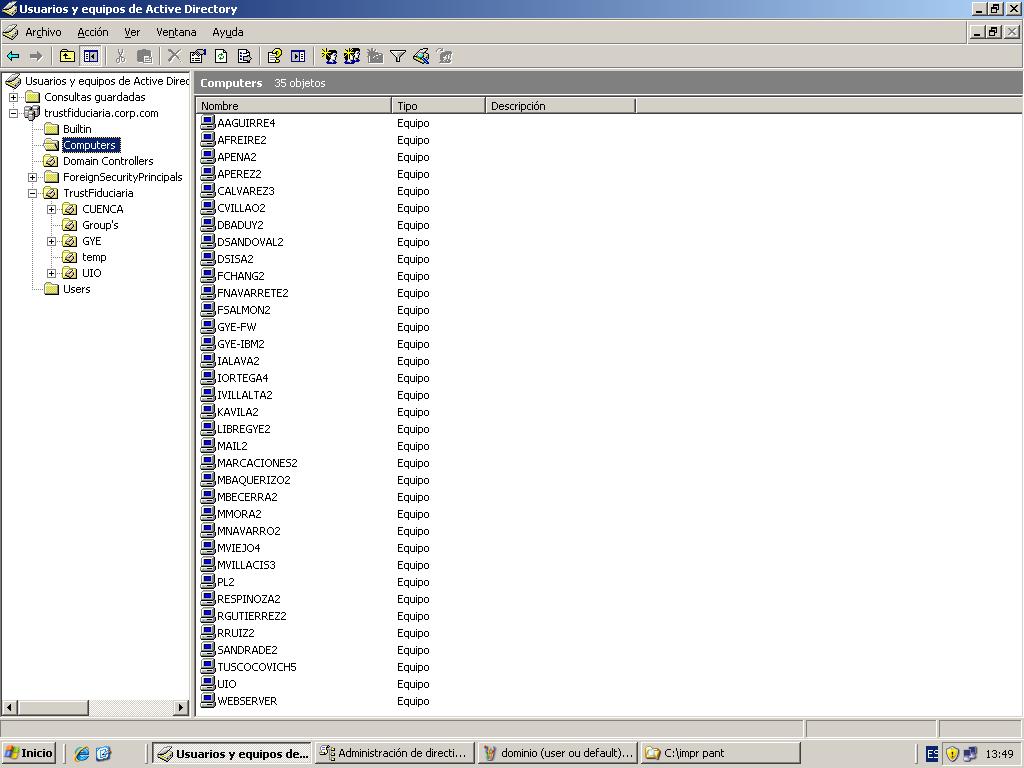 Usuarios y equipos de Active Directory
Archivo Acción Ver Ventana Ayuda
Usuarios y equipos de Active Direc
Consultas guardadas
trustfiduciaria.corp.com
Builtin
Computers
Domain Controllers
ForeignSecurityPrincipals
TrustFiduciaria
CUENCA
Group's
GYE
temp
UIO
Users
Computers 35 objetos
Nombre Tipo Descripción
AAGUIRRE4 Equipo
AFREIRE2 Equipo
APENA2 Equipo
APEREZ2 Equipo
CALVAREZ3 Equipo
CVILLAO2 Equipo
DBADUY2 Equipo
DSANDOVAL2 Equipo
DSISA2 Equipo
FCHANG2 Equipo
FNAVARRETE2 Equipo
FSALMON2 Equipo
GYE-FW Equipo
GYE-IBM2 Equipo
IALAVA2 Equipo
IORTEGA4 Equipo
IVILLALTA2 Equipo
KAVILA2 Equipo
LIBREGYE2 Equipo
MAIL2 Equipo
MARCACIONES2 Equipo
MBAQUERIZO2 Equipo
MBECERRA2 Equipo
MMORA2 Equipo
MNAVARRO2 Equipo
MVIEJO4 Equipo
MVILLACIS3 Equipo
PL2 Equipo
RESPINOZA2 Equipo
RGUTIERREZ2 Equipo
RRUIZ2 Equipo
SANDRADE2 Equipo
TUSCOCOVICH5 Equipo
UIO Equipo
WEBSERVER Equipo
Inicio Usuarios y equipos de... Administración de directi... dominio (user ou default)... C:\impr pant ES 13:49